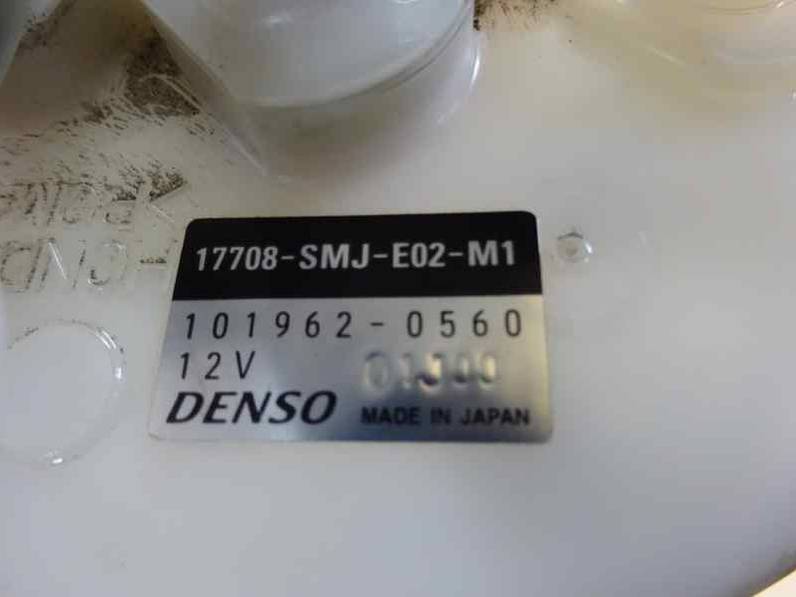 17708-SMJ-E02-M1
101962-0560
12V
DENSO MADE IN JAPAN